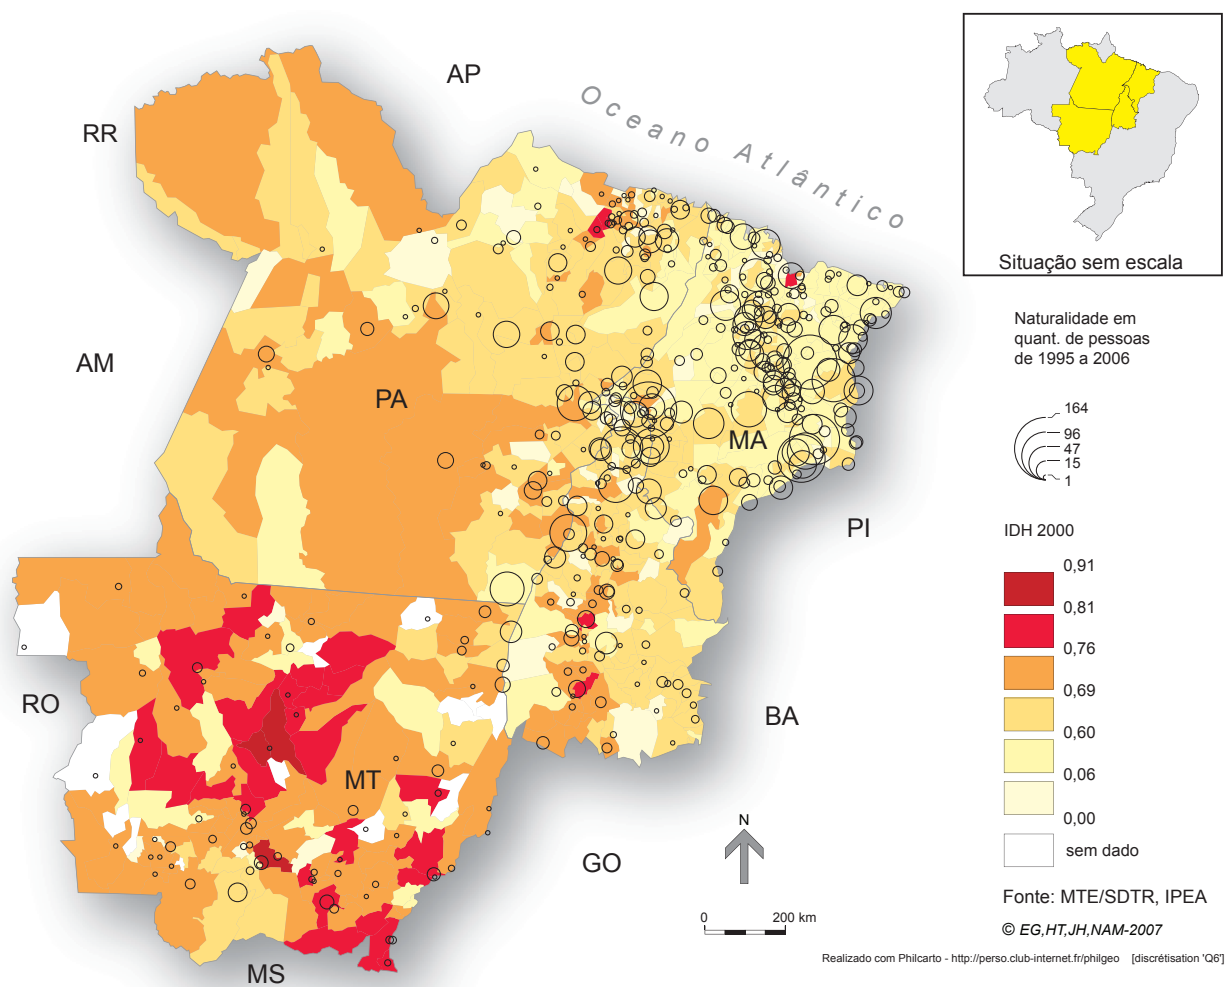 AP
Oceano Atlântico
RR
AM
PA
MA
PI
RO
BA
MT
GO
MS
N
0 200 km
Situação sem escala
Naturalidade em
quant. de pessoas
de 1995 a 2006
164
96
47
15
1
IDH 2000
0,91
0,81
0,76
0,69
0,60
0,06
0,00
sem dado
Fonte: MTE/SDTR, IPEA
© EG,HT,JH,NAM-2007
Realizado com Philcarto - http://perso.club-internet.fr/philgeo [discrétisation 'Q6']